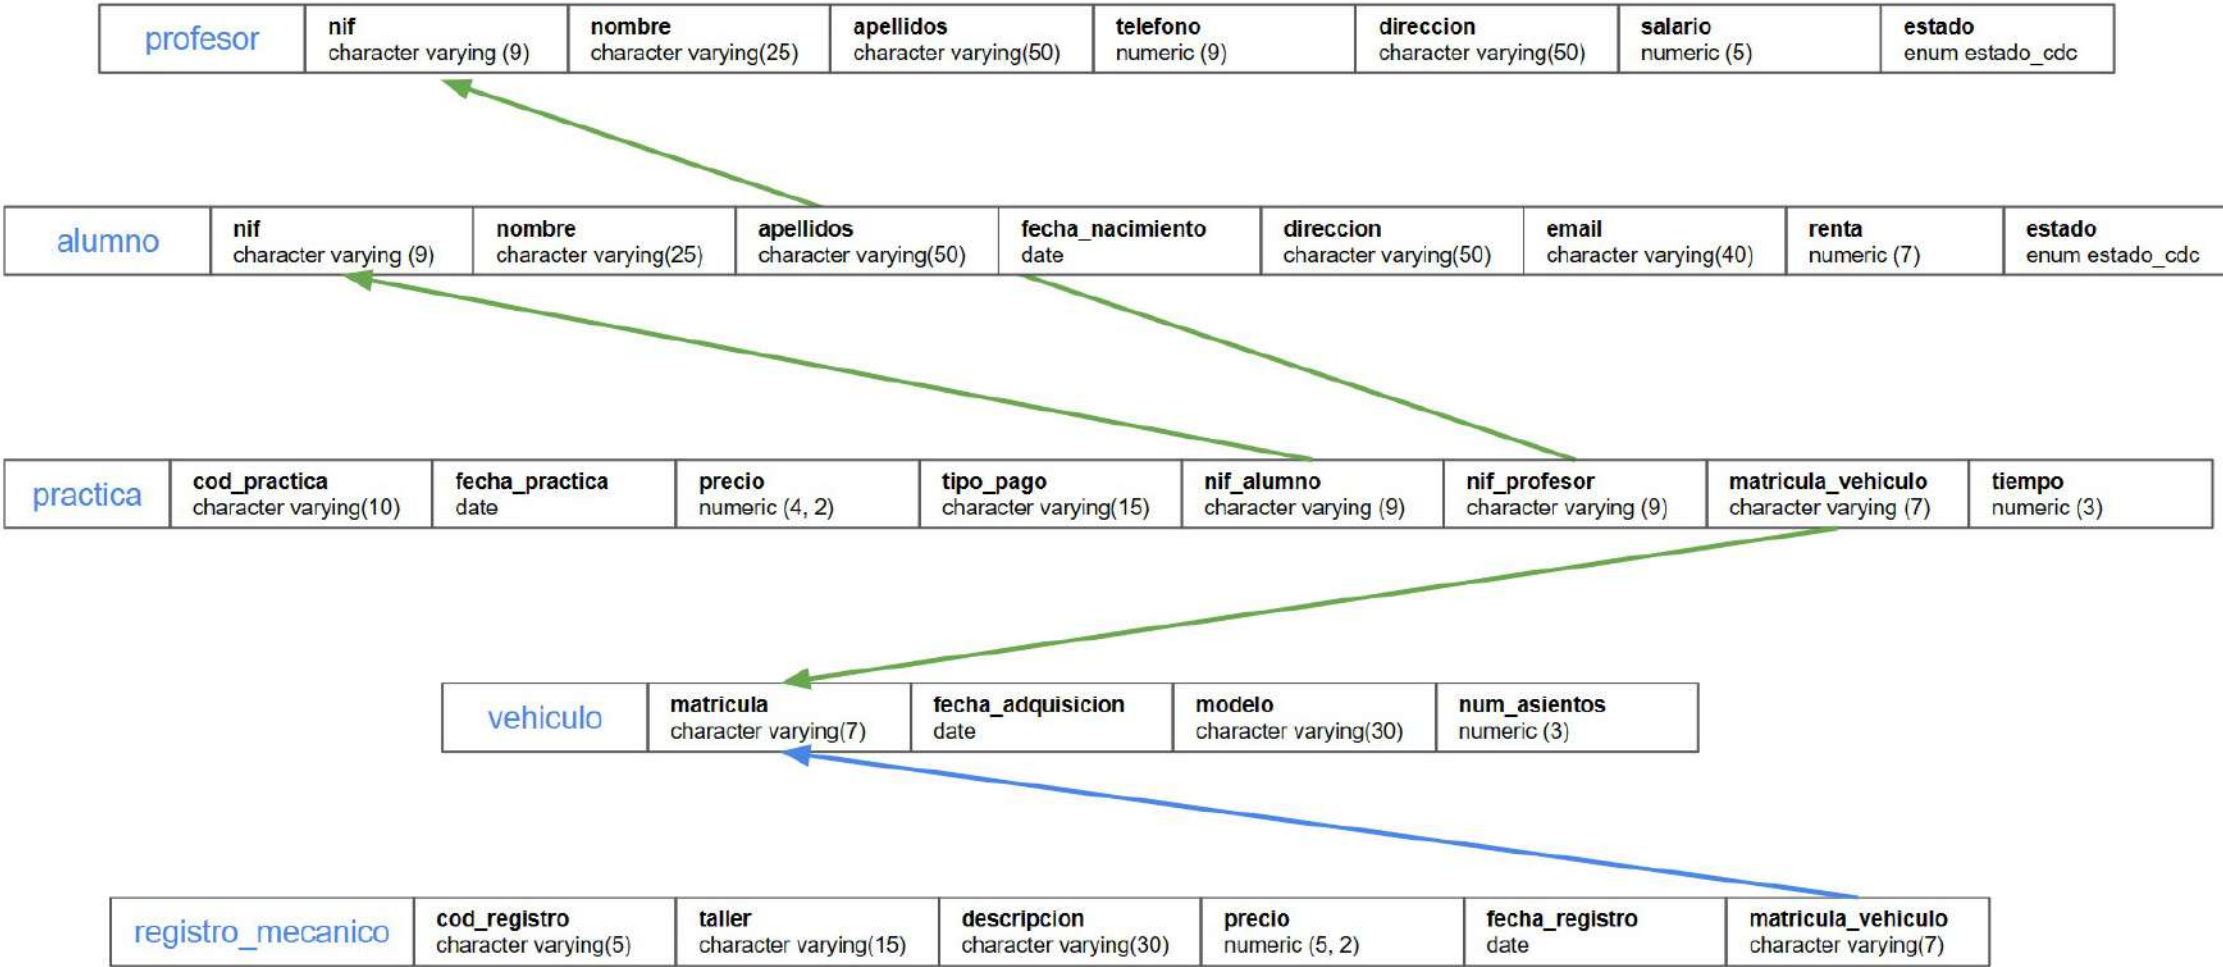 profesor
nif
character varying (9)
nombre
character varying(25)
apellidos
character varying(50)
telefono
numeric (9)
direccion
character varying(50)
salario
numeric (5)
estado
enum estado_cdc
alumno
nif
character varying (9)
nombre
character varying(25)
apellidos
character varying(50)
fecha_nacimiento
date
direccion
character varying(50)
email
character varying(40)
renta
numeric (7)
estado
enum estado_cdc
practica
cod_practica
character varying(10)
fecha_practica
date
precio
numeric (4, 2)
tipo_pago
character varying(15)
nif_alumno
character varying (9)
nif_profesor
character varying (9)
matricula_vehiculo
character varying (7)
tiempo
numeric (3)
vehiculo
matricula
character varying(7)
fecha_adquisicion
date
modelo
character varying(30)
num_asientos
numeric (3)
registro_mecanico
cod_registro
character varying(5)
taller
character varying(15)
descripcion
character varying(30)
precio
numeric (5, 2)
fecha_registro
date
matricula_vehiculo
character varying(7)